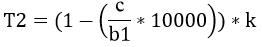 T2 = (1 − (c/b1 * 10000)) * k